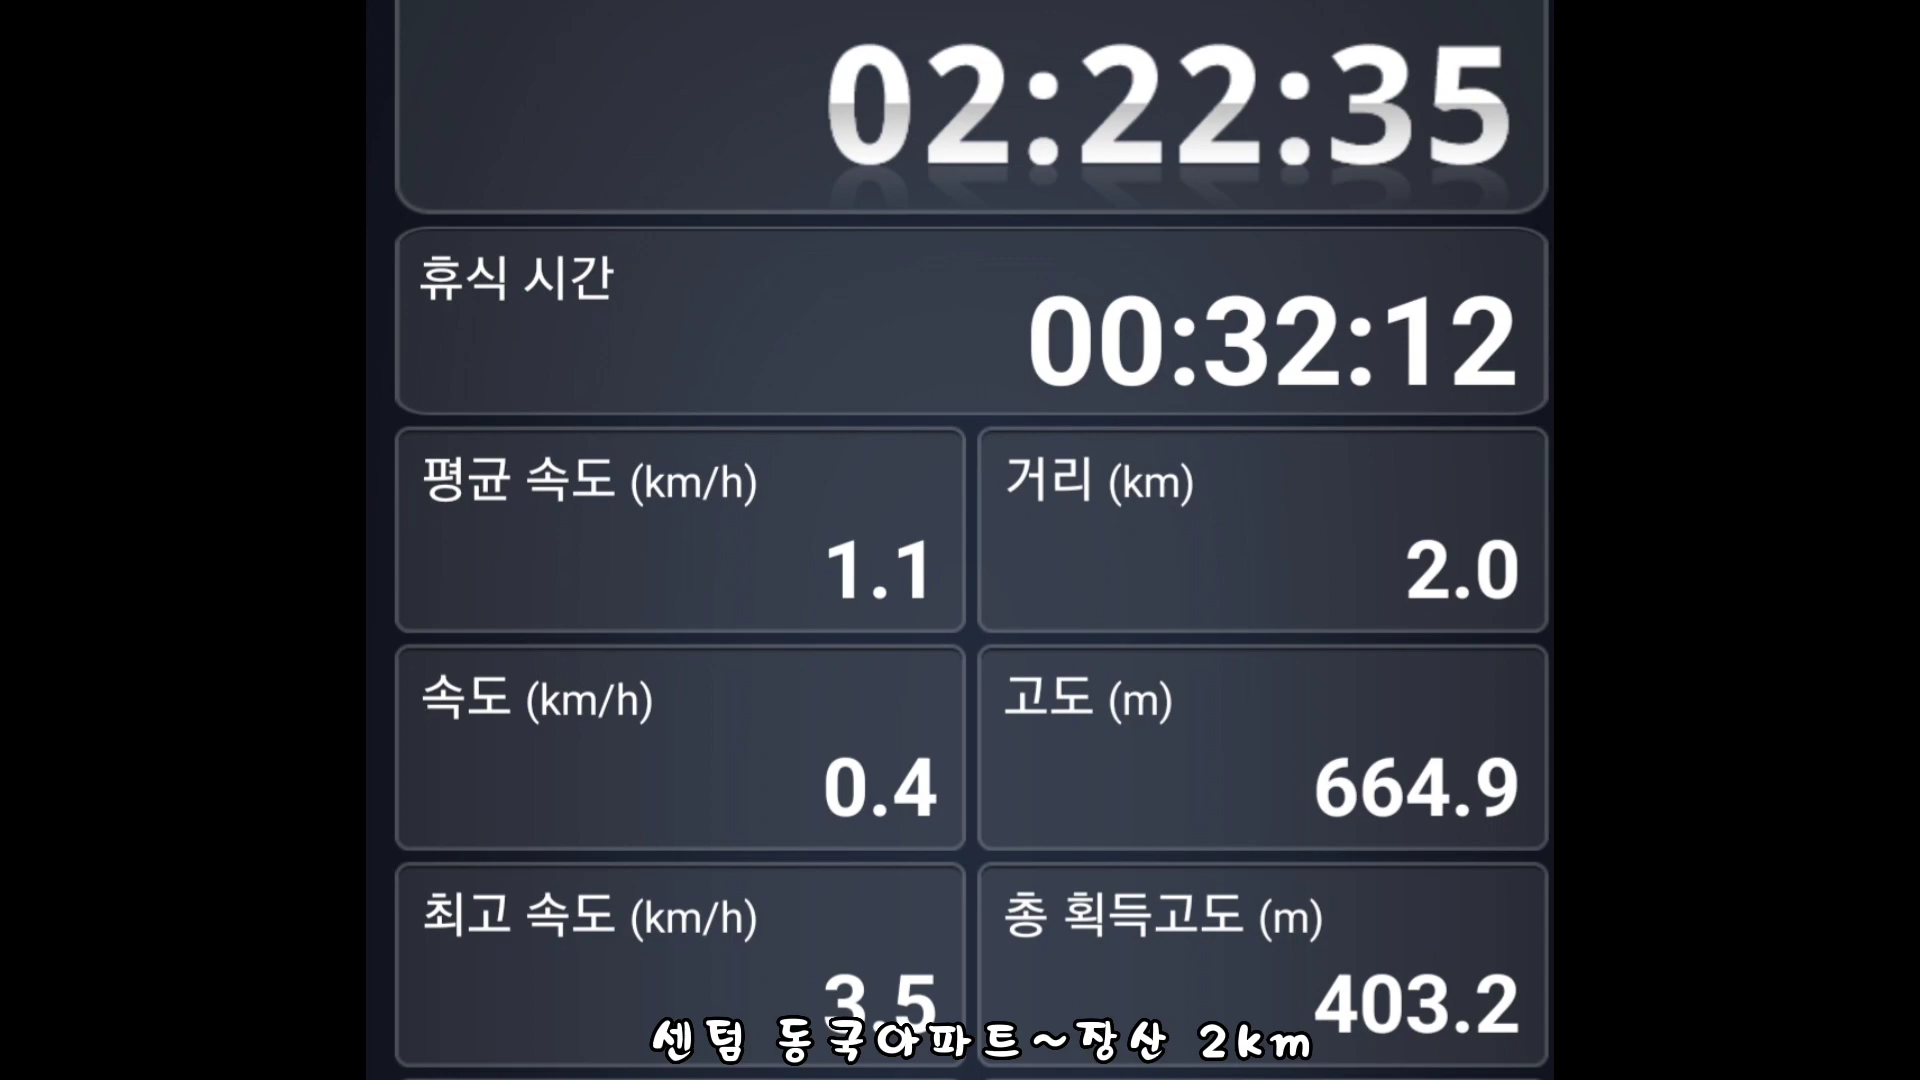 02:22:35
휴식 시간
00:32:12
평균 속도 (km/h)
1.1
거리 (km)
2.0
속도 (km/h)
0.4
고도 (m)
664.9
최고 속도 (km/h)
3.5
총 획득고도 (m)
403.2
센텀 동국아파트~장산 2km